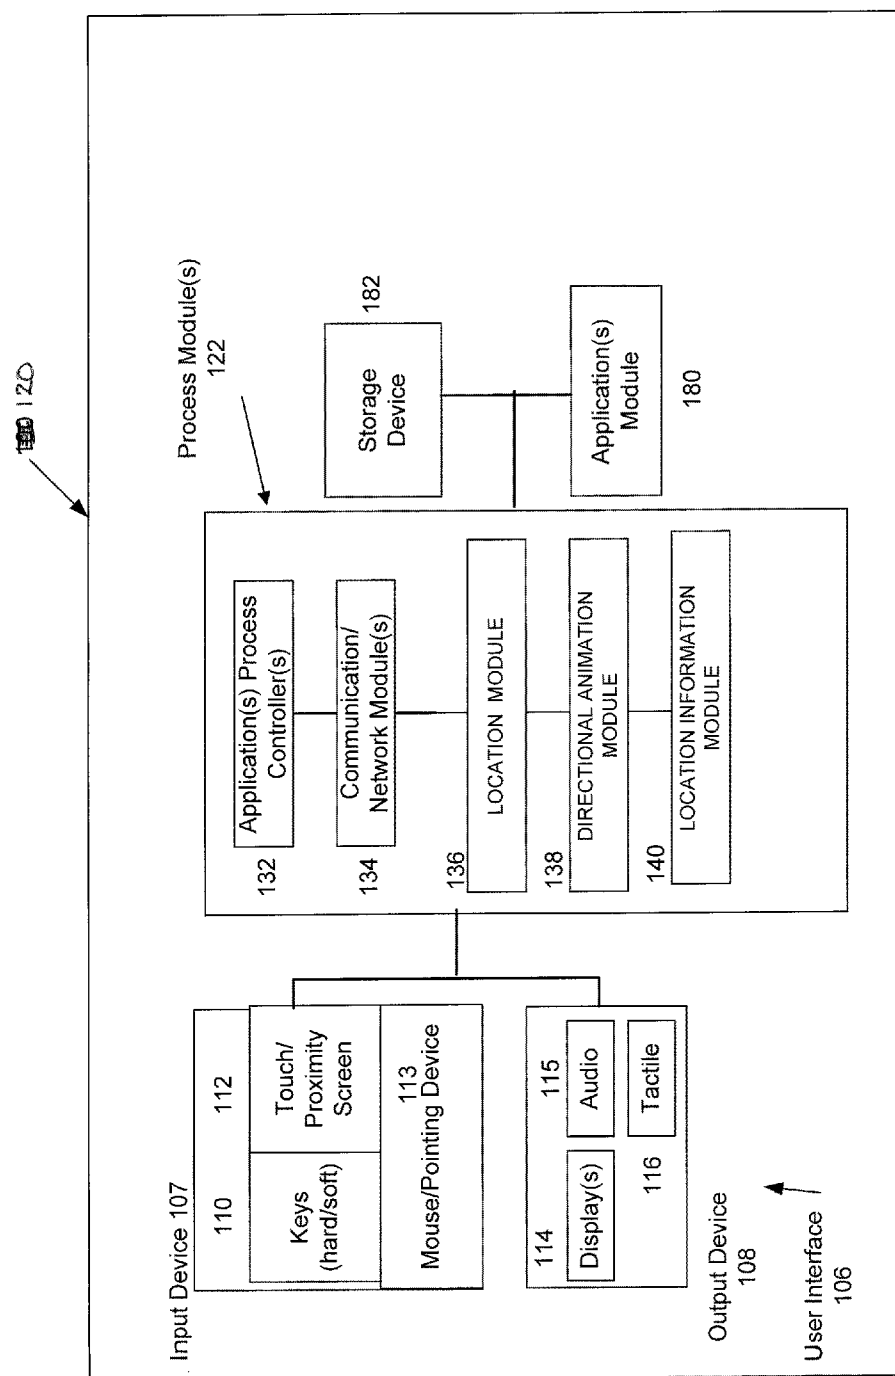 120
Process Module(s)
122
Input Device 107
110
112
Keys
(hard/soft)
Touch/
Proximity
Screen
113
Mouse/Pointing Device
132
Application(s) Process
Controller(s)
134
Communication/
Network Module(s)
136
LOCATION MODULE
138
DIRECTIONAL ANIMATION
MODULE
140
LOCATION INFORMATION
MODULE
Storage
Device
182
Application(s)
Module
180
114
Display(s)
115
Audio
116
Tactile
Output Device
108
User Interface
106